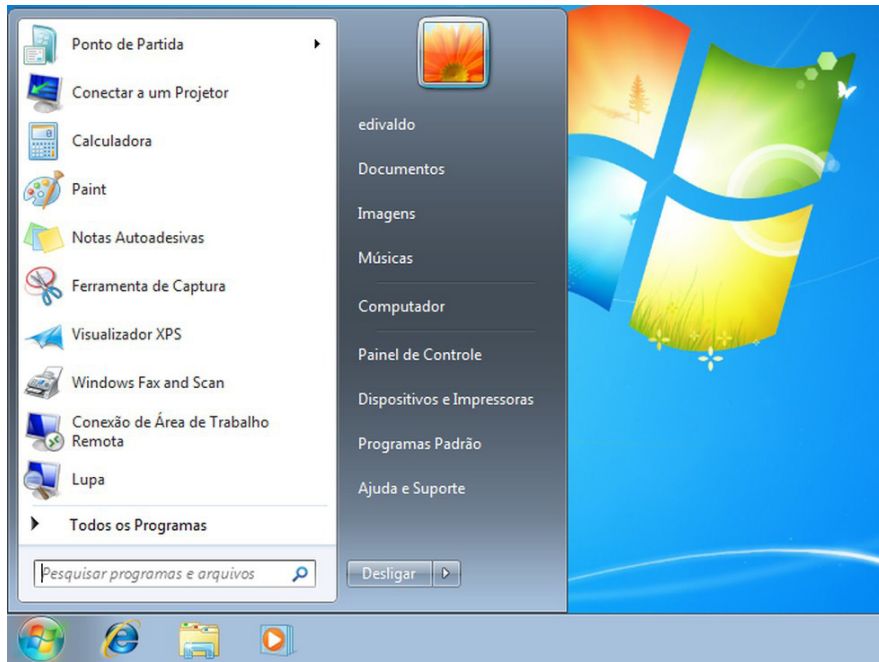 Ponto de Partida
Conectar a um Projetor
Calculadora
Paint
Notas Autoadesivas
Ferramenta de Captura
Visualizador XPS
Windows Fax and Scan
Conexão de Área de Trabalho
Remota
Lupa
Todos os Programas
Pesquisar programas e arquivos
edivaldo
Documentos
Imagens
Músicas
Computador
Painel de Controle
Dispositivos e Impressoras
Programas Padrão
Ajuda e Suporte
Desligar